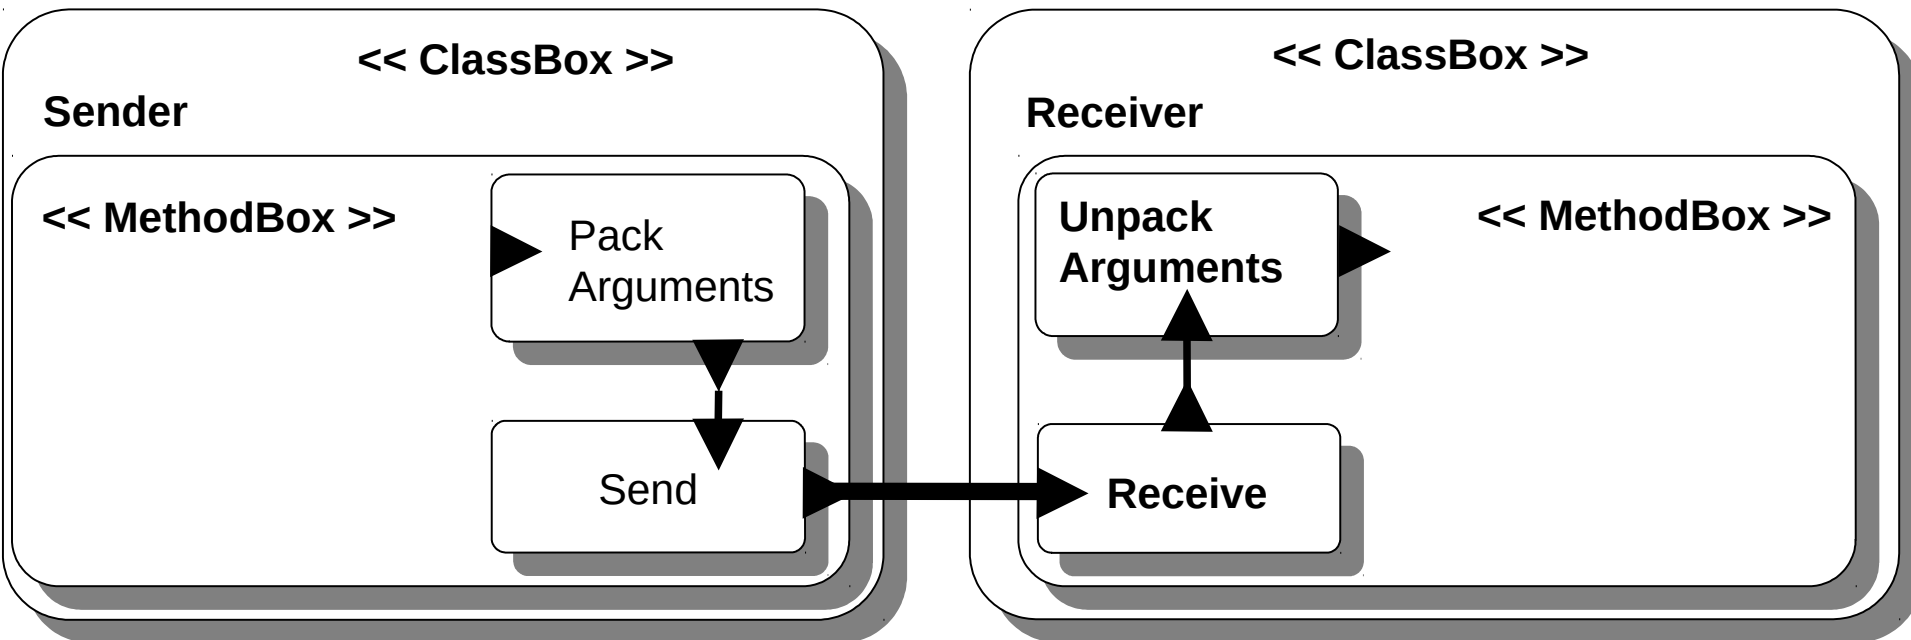 << ClassBox >>
Sender
<< MethodBox >>
Pack
Arguments
Send
<< ClassBox >>
Receiver
Unpack
Arguments
<< MethodBox >>
Receive